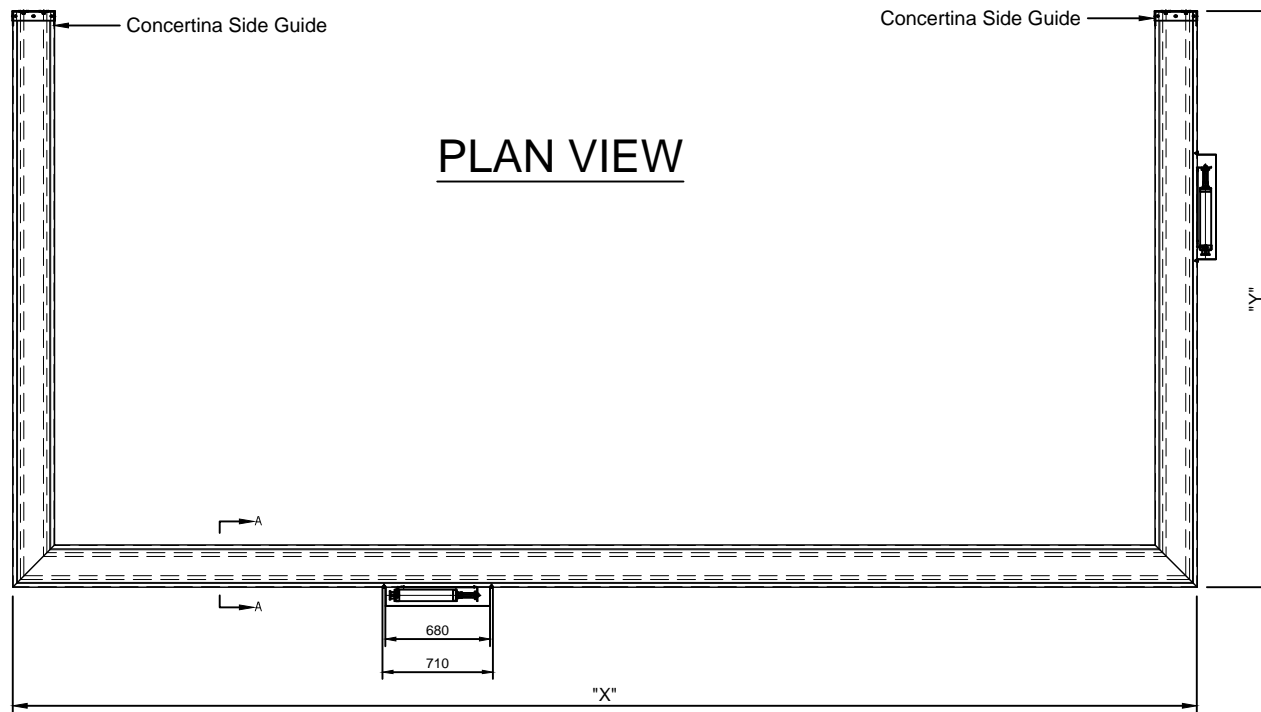 Concertina Side Guide
Concertina Side Guide
PLAN VIEW
"Y"
A
A
680
710
"X"